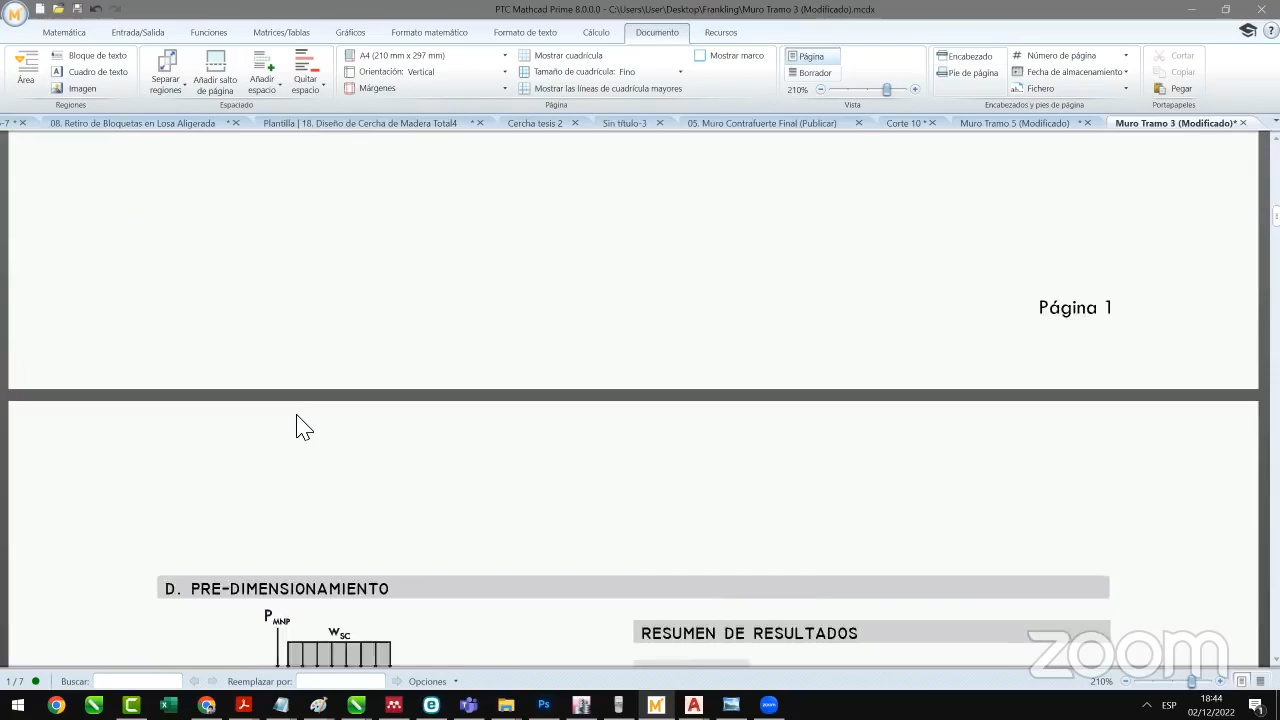 PTC Mathcad Prime 8.0.0.0 - C:\Users\User\Desktop\Frankling\Muro Tramo 3 (Modificado).mcdx
Matemática Entrada/Salida Funciones Matrices/Tablas Gráficos Formato matemático Formato de texto Cálculo Documento Recursos
Bloque de texto
Cuadro de texto
Imagen
Área
Regiones
Separar regiones
Añadir salto de página
Añadir espacio
Quitar espacio
Espaciado
A4 (210 mm x 297 mm)
Orientación: Vertical
Márgenes
Mostrar cuadrícula
Tamaño de cuadrícula: Fino
Mostrar las líneas de cuadrícula mayores
Mostrar marco
Página
Página
Borrador
210%
Vista
Encabezado
Pie de página
Número de página
Fecha de almacenamiento
Fichero
Encabezados y pies de página
Cortar
Copiar
Pegar
Portapapeles
-7 * 08. Retiro de Bloquetas en Losa Aligerada * Plantilla | 18. Diseño de Cercha de Madera Total4 * Cercha tesis 2 Sin título-3 05. Muro Contrafuerte Final (Publicar) Corte 10 * Muro Tramo 5 (Modificado) * Muro Tramo 3 (Modificado)*
Página 1
D. PRE-DIMENSIONAMIENTO
P MNP
w SC
RESUMEN DE RESULTADOS
zoom
1 / 7 Buscar: Reemplazar por: Opciones 210%
ESP
18:44
02/12/2022